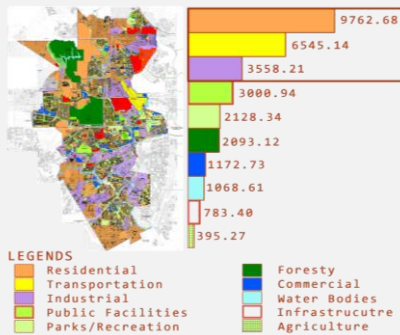 9762.68
6545.14
3558.21
3000.94
2128.34
2093.12
1172.73
1068.61
783.40
395.27
LEGENDS
Residential
Transportation
Industrial
Public Facilities
Parks/Recreation
Foresty
Commercial
Water Bodies
Infrastrucutre
Agriculture